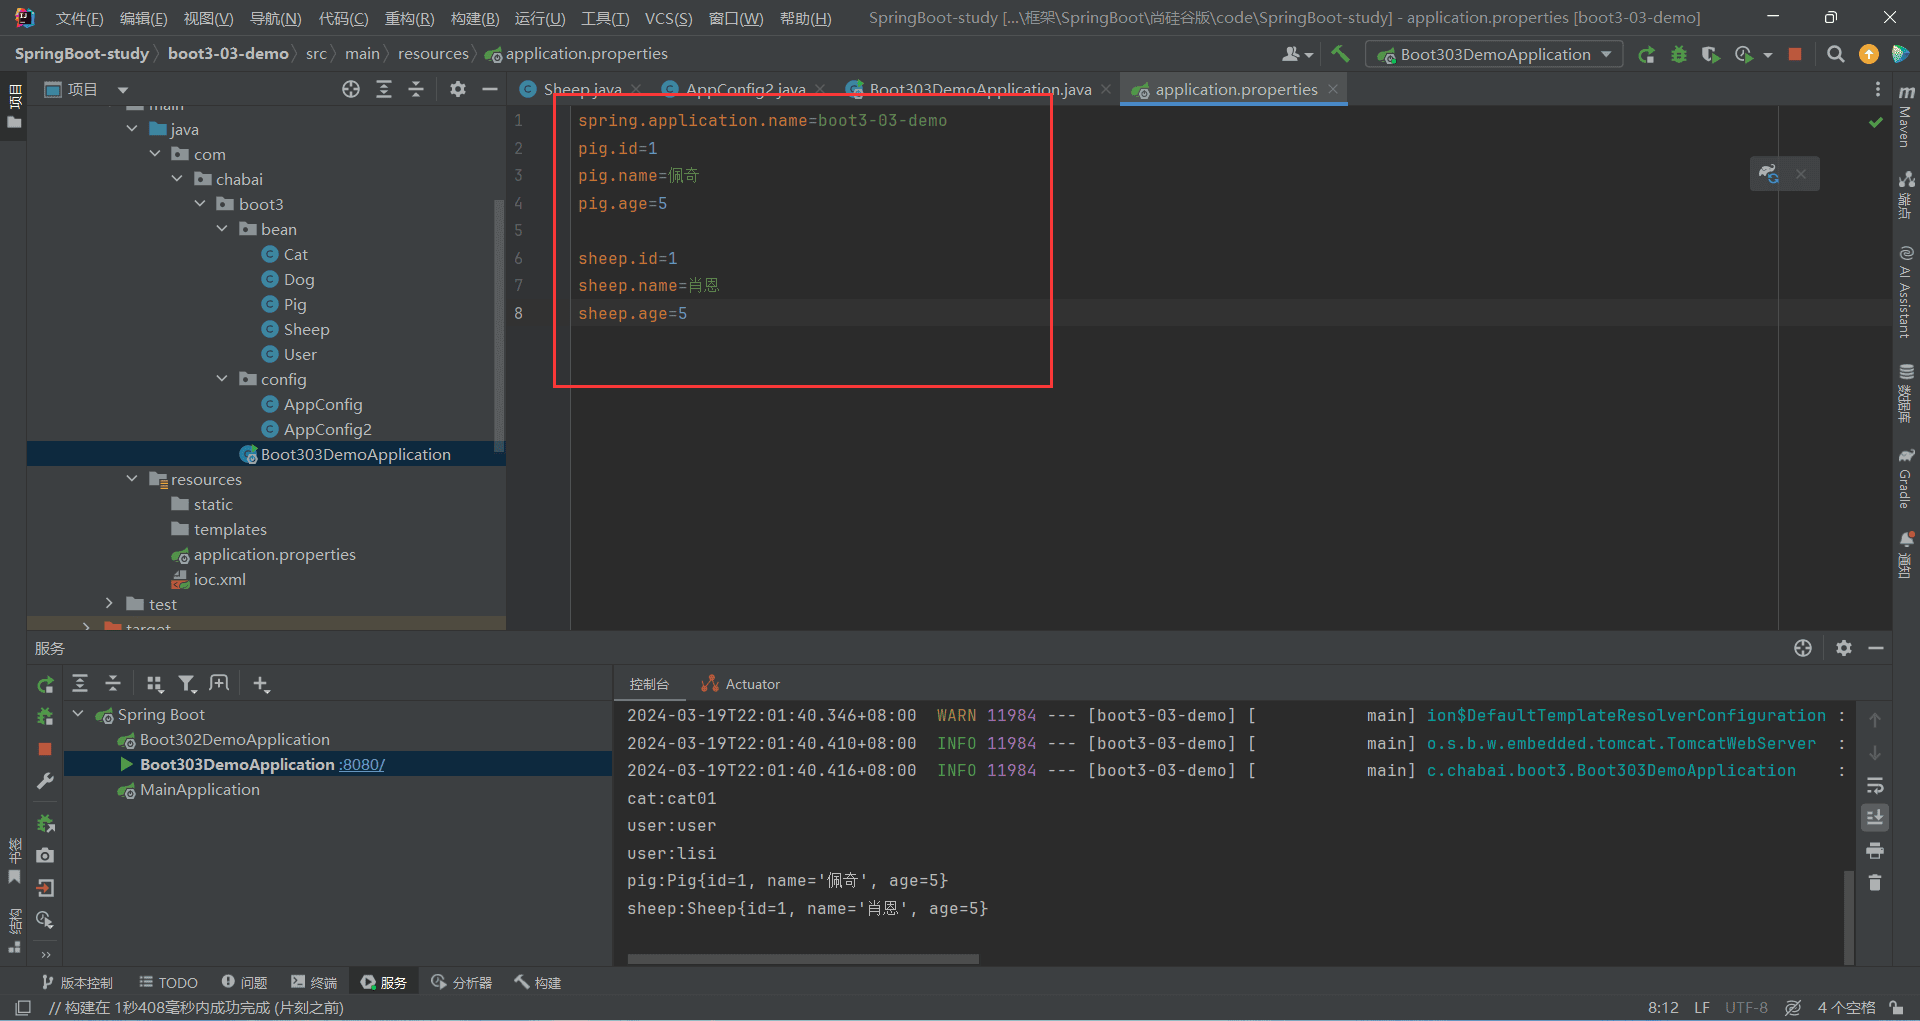 文件(F) 编辑(E) 视图(V) 导航(N) 代码(C) 重构(R) 构建(B) 运行(U) 工具(T) VCS(S) 窗口(W) 帮助(H) SpringBoot-study [...\框架\SpringBoot\尚硅谷版\code\SpringBoot-study] - application.properties [boot3-03-demo]
SpringBoot-study boot3-03-demo src main resources application.properties Boot303DemoApplication
项目 Sheep.java AppConfig2.java Boot303DemoApplication.java application.properties
项目
main
java
com
chabai
boot3
bean
Cat
Dog
Pig
Sheep
User
config
AppConfig
AppConfig2
Boot303DemoApplication
resources
static
templates
application.properties
ioc.xml
test
target
1 spring.application.name=boot3-03-demo
2 pig.id=1
3 pig.name=佩奇
4 pig.age=5
5
6 sheep.id=1
7 sheep.name=肖恩
8 sheep.age=5
Maven
端点
AI Assistant
数据库
Gradle
通知
服务
Spring Boot
Boot302DemoApplication
Boot303DemoApplication :8080/
MainApplication
控制台 Actuator
2024-03-19T22:01:40.346+08:00 WARN 11984 --- [boot3-03-demo] [ main] ion$DefaultTemplateResolverConfiguration :
2024-03-19T22:01:40.410+08:00 INFO 11984 --- [boot3-03-demo] [ main] o.s.b.w.embedded.tomcat.TomcatWebServer :
2024-03-19T22:01:40.416+08:00 INFO 11984 --- [boot3-03-demo] [ main] c.chabai.boot3.Boot303DemoApplication :
cat:cat01
user:user
user:lisi
pig:Pig{id=1, name='佩奇', age=5}
sheep:Sheep{id=1, name='肖恩', age=5}
书签
结构
版本控制 TODO 问题 终端 服务 分析器 构建
// 构建在 1秒408毫秒内成功完成 (片刻之前) 8:12 LF UTF-8 4 个空格